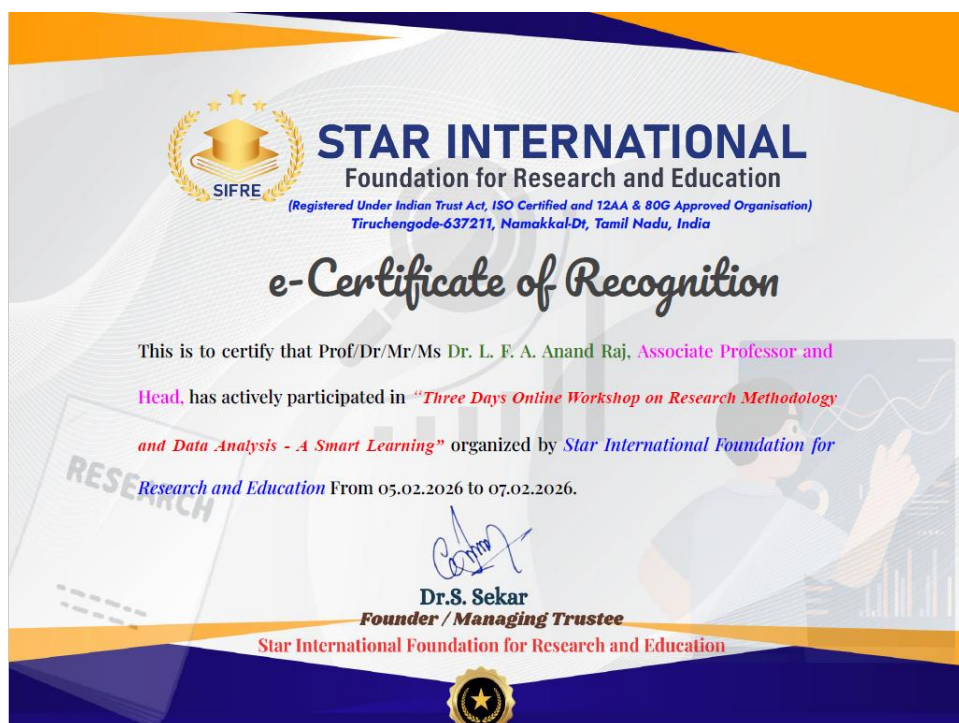 SIFRE
STAR INTERNATIONAL
Foundation for Research and Education
(Registered Under Indian Trust Act, ISO Certified and 12AA & 80G Approved Organisation)
Tiruchengode-637211, Namakkal-Dt, Tamil Nadu, India
e-Certificate of Recognition
This is to certify that Prof/Dr/Mr/Ms Dr. L. F. A. Anand Raj, Associate Professor and
Head, has actively participated in “Three Days Online Workshop on Research Methodology
and Data Analysis - A Smart Learning” organized by Star International Foundation for
Research and Education From 05.02.2026 to 07.02.2026.
RESEARCH
Dr.S. Sekar
Founder / Managing Trustee
Star International Foundation for Research and Education